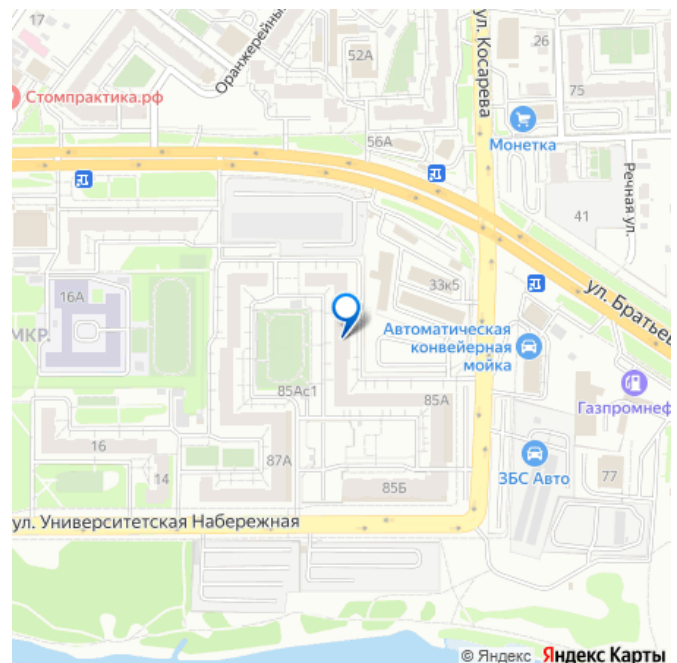 17
Оранжерейны
52А
ул. Косарева
26
75
Стомпрактика.рф
Монетка
56А
Речная ул.
41
33к5
16А
ул. Братьев
МКР.
Автоматическая
конвейерная
мойка
Газпромнеф
85Ас1
85А
16
14
87А
85Б
ЗБС Авто
77
ул. Университетская Набережная
© Яндекс Яндекс Карты